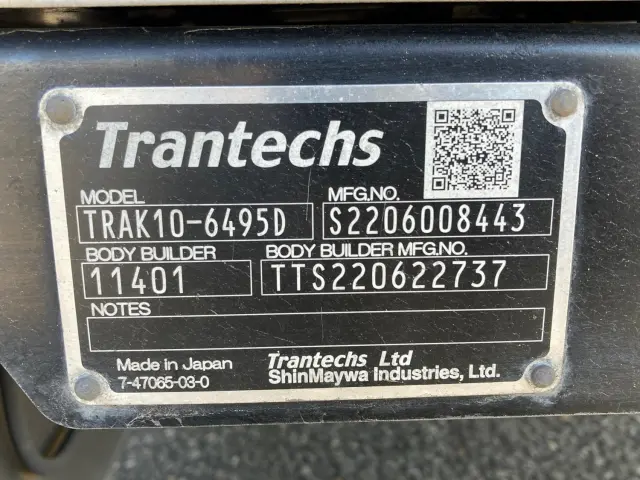 Trantechs
MODEL MFG.NO.
TRAK10-6495D S2206008443
BODY BUILDER BODY BUILDER MFG.NO.
11401 TTS220622737
NOTES
Made in Japan Trantechs Ltd
7-47065-03-0 ShinMaywa Industries, Ltd.